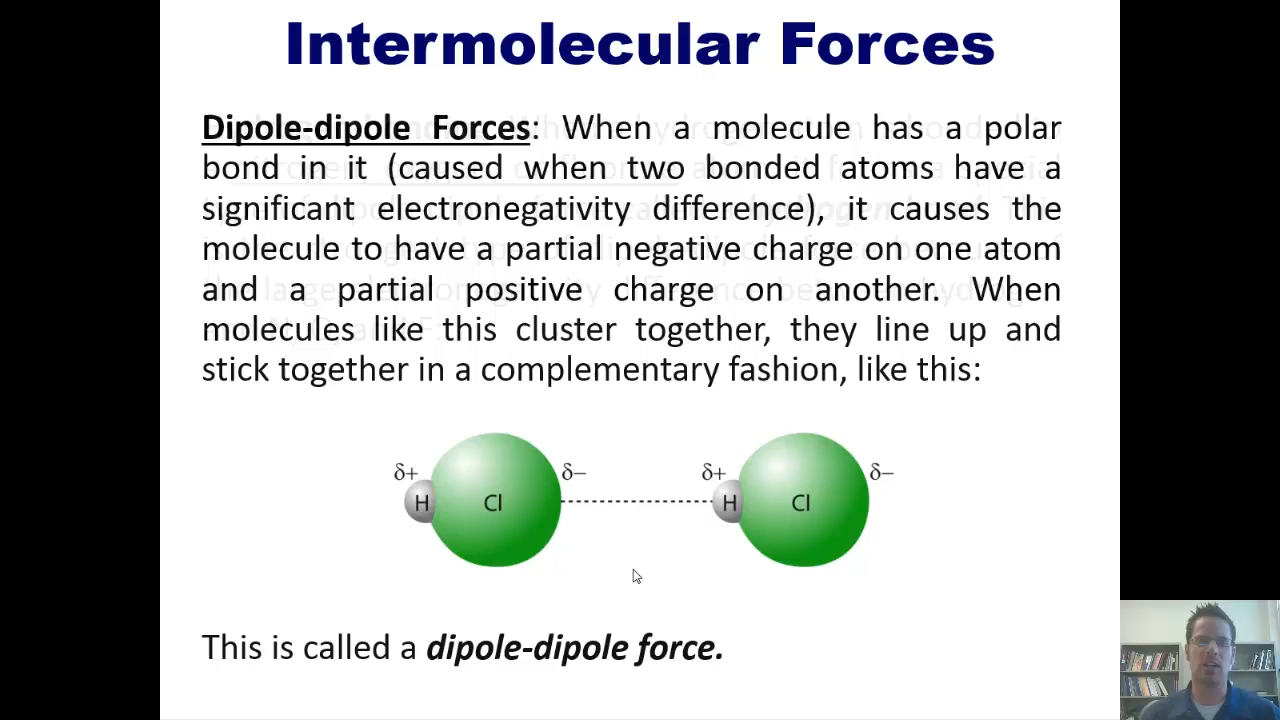 Intermolecular Forces
Dipole-dipole Forces: When a molecule has a polar
bond in it (caused when two bonded atoms have a
significant electronegativity difference), it causes the
molecule to have a partial negative charge on one atom
and a partial positive charge on another. When
molecules like this cluster together, they line up and
stick together in a complementary fashion, like this:
δ+ δ− δ+ δ−
H Cl H Cl
This is called a dipole-dipole force.